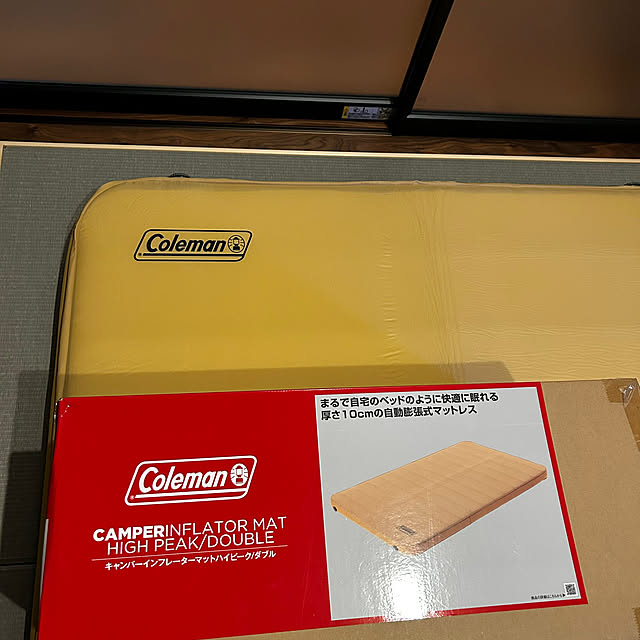 Coleman
まるで自宅のベッドのように快適に眠れる
厚さ10cmの自動膨張式マットレス
Coleman
CAMPERINFLATOR MAT
HIGH PEAK/DOUBLE
キャンパーインフレーターマットハイピーク/ダブル